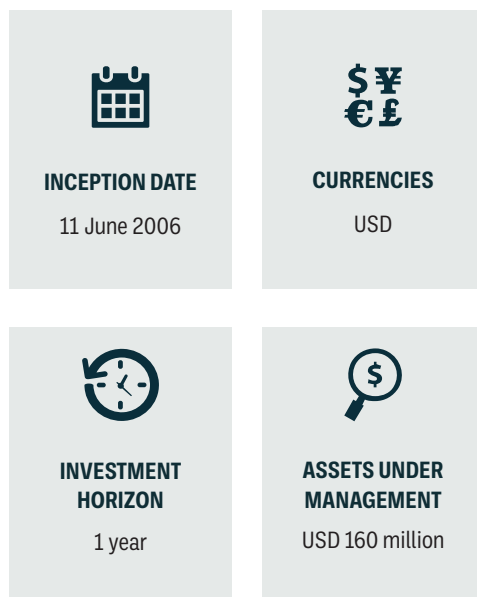 INCEPTION DATE
11 June 2006
$ ¥
€ £
CURRENCIES
USD
INVESTMENT
HORIZON
1 year
$
ASSETS UNDER
MANAGEMENT
USD 160 million